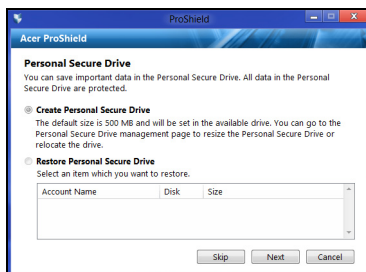 ProShield
Acer ProShield
Personal Secure Drive
You can save important data in the Personal Secure Drive. All data in the Personal
Secure Drive are protected.
Create Personal Secure Drive
The default size is 500 MB and will be set in the available drive. You can go to the
Personal Secure Drive management page to resize the Personal Secure Drive or
relocate the drive.
Restore Personal Secure Drive
Select an item which you want to restore.
Account Name Disk Size
Skip Next Cancel